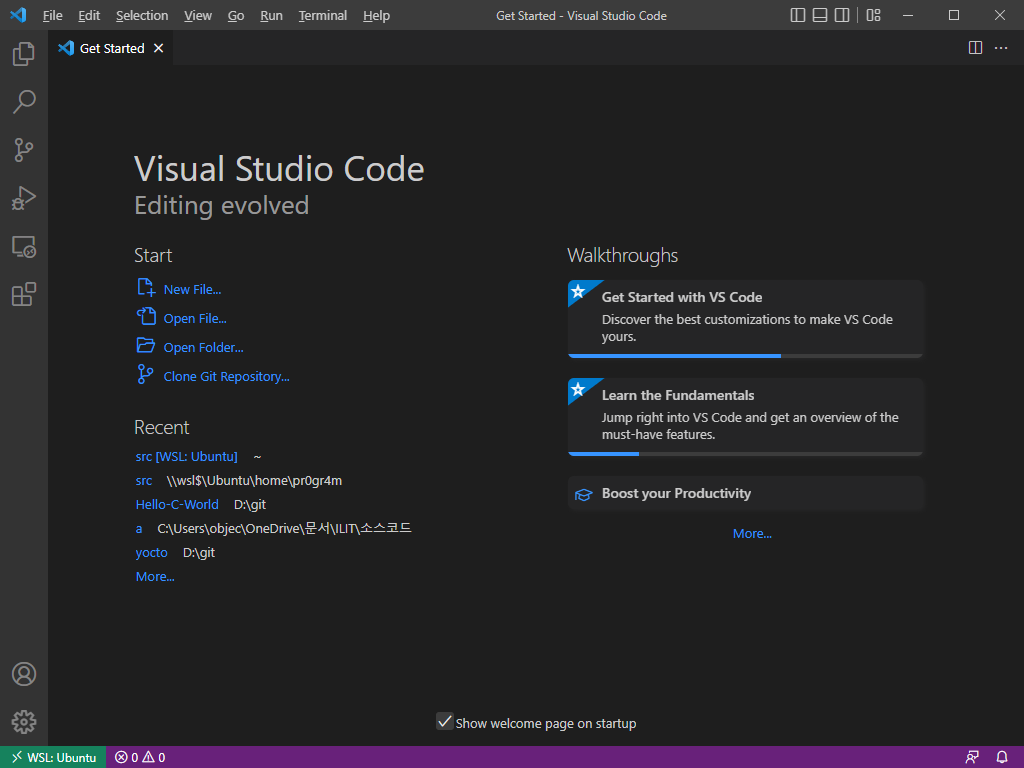 File Edit Selection View Go Run Terminal Help Get Started - Visual Studio Code
Get Started
Visual Studio Code
Editing evolved
Start
New File...
Open File...
Open Folder...
Clone Git Repository...
Recent
src [WSL: Ubuntu] ~
src \\wsl$\Ubuntu\home\pr0gr4m
Hello-C-World D:\git
a C:\Users\objec\OneDrive\문서\ILIT\소스코드
yocto D:\git
More...
Walkthroughs
Get Started with VS Code
Discover the best customizations to make VS Code
yours.
Learn the Fundamentals
Jump right into VS Code and get an overview of the
must-have features.
Boost your Productivity
More...
Show welcome page on startup
WSL: Ubuntu 0 0